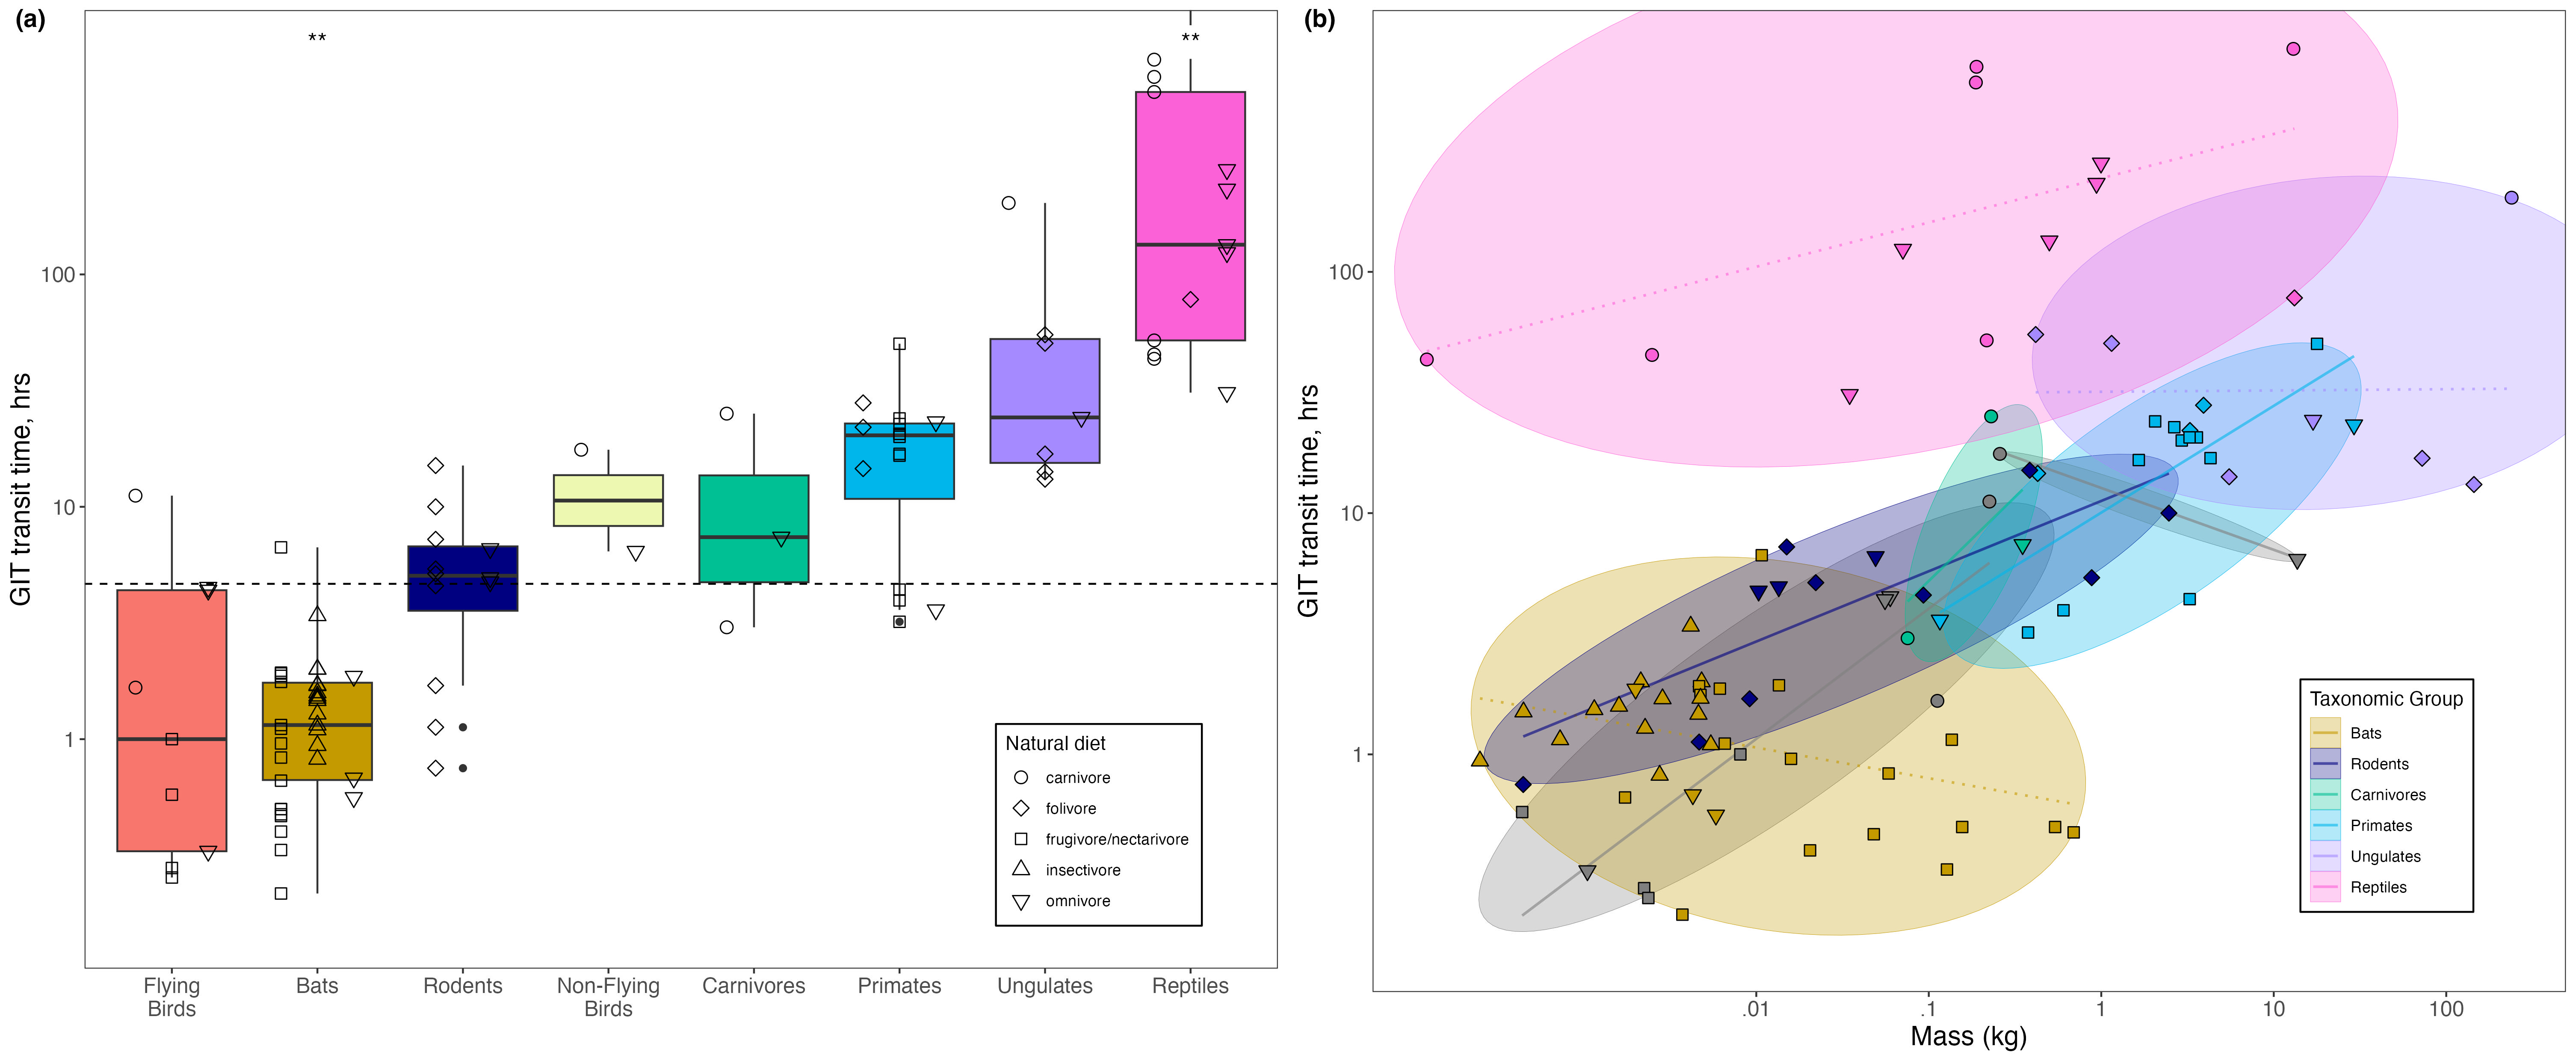 (a)
**
**
GIT transit time, hrs
100
10
1
Natural diet
carnivore
folivore
frugivore/nectarivore
insectivore
omnivore
Flying
Birds
Bats
Rodents
Non-Flying
Birds
Carnivores
Primates
Ungulates
Reptiles
(b)
GIT transit time, hrs
100
10
1
Taxonomic Group
Bats
Rodents
Carnivores
Primates
Ungulates
Reptiles
.01
.1
1
10
100
Mass (kg)